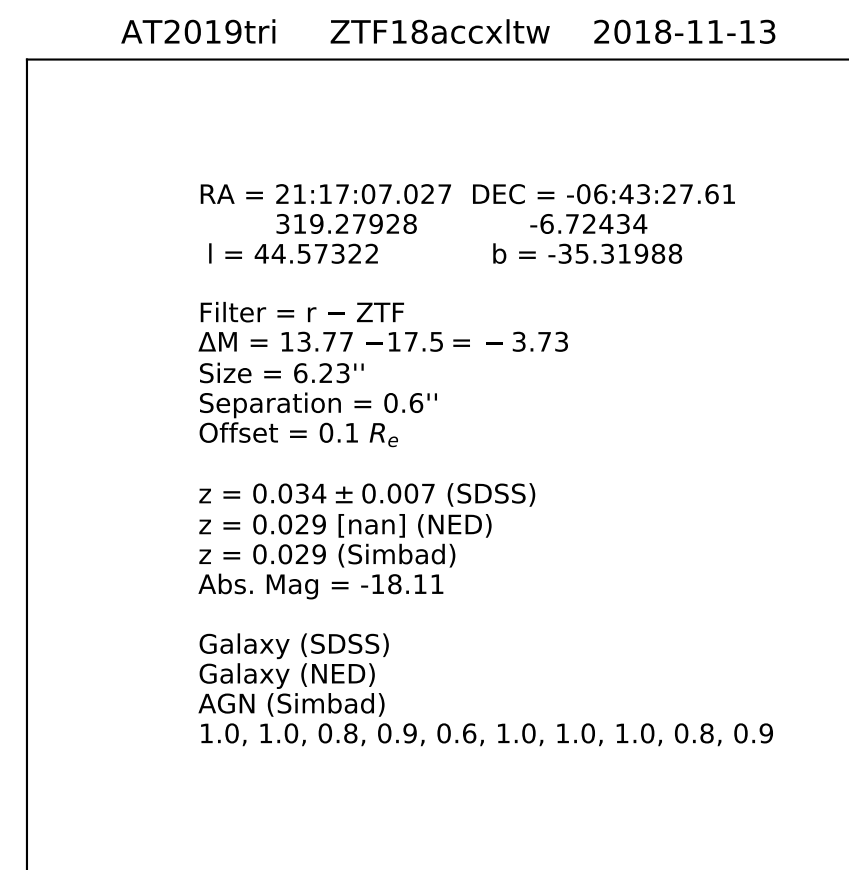 AT2019tri ZTF18accxltw 2018-11-13
RA = 21:17:07.027 DEC = -06:43:27.61
319.27928 -6.72434
l = 44.57322 b = -35.31988
Filter = r − ZTF
ΔM = 13.77 −17.5 = − 3.73
Size = 6.23''
Separation = 0.6''
Offset = 0.1 Re
z = 0.034 ± 0.007 (SDSS)
z = 0.029 [nan] (NED)
z = 0.029 (Simbad)
Abs. Mag = -18.11
Galaxy (SDSS)
Galaxy (NED)
AGN (Simbad)
1.0, 1.0, 0.8, 0.9, 0.6, 1.0, 1.0, 1.0, 0.8, 0.9